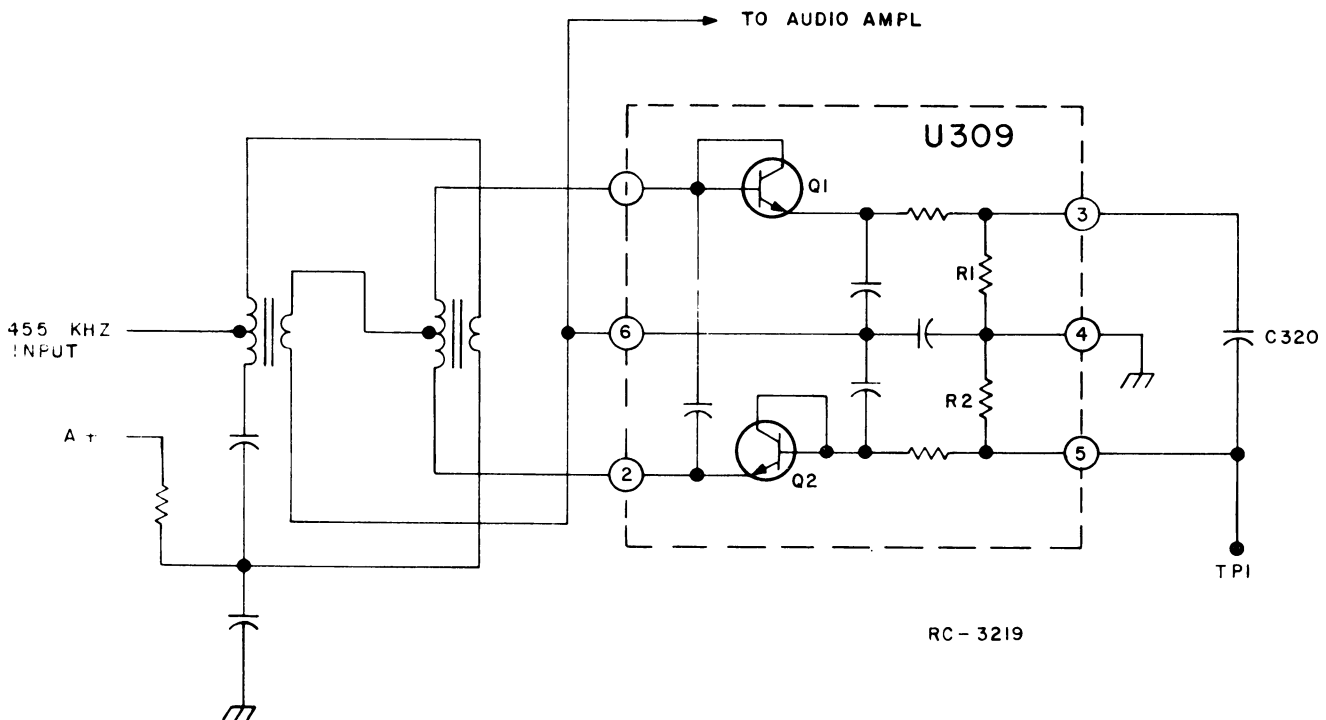 TO AUDIO AMPL
U309
1
Q1
3
R1
455 KHZ
INPUT
6
4
C320
A+
R2
2
Q2
5
TP1
RC-3219